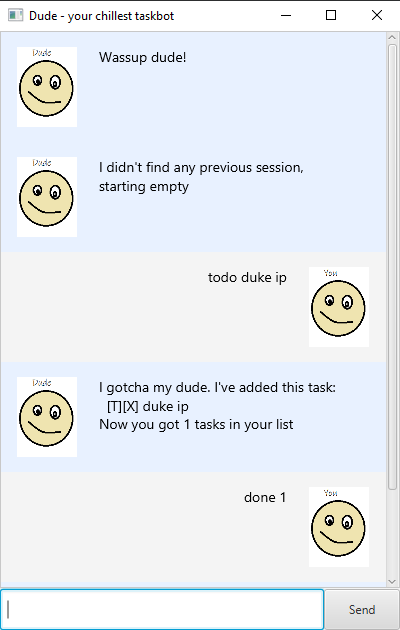 Dude - your chillest taskbot
Dude
Wassup dude!
Dude
I didn't find any previous session,
starting empty
todo duke ip
You
Dude
I gotcha my dude. I've added this task:
[T][X] duke ip
Now you got 1 tasks in your list
done 1
You
Send